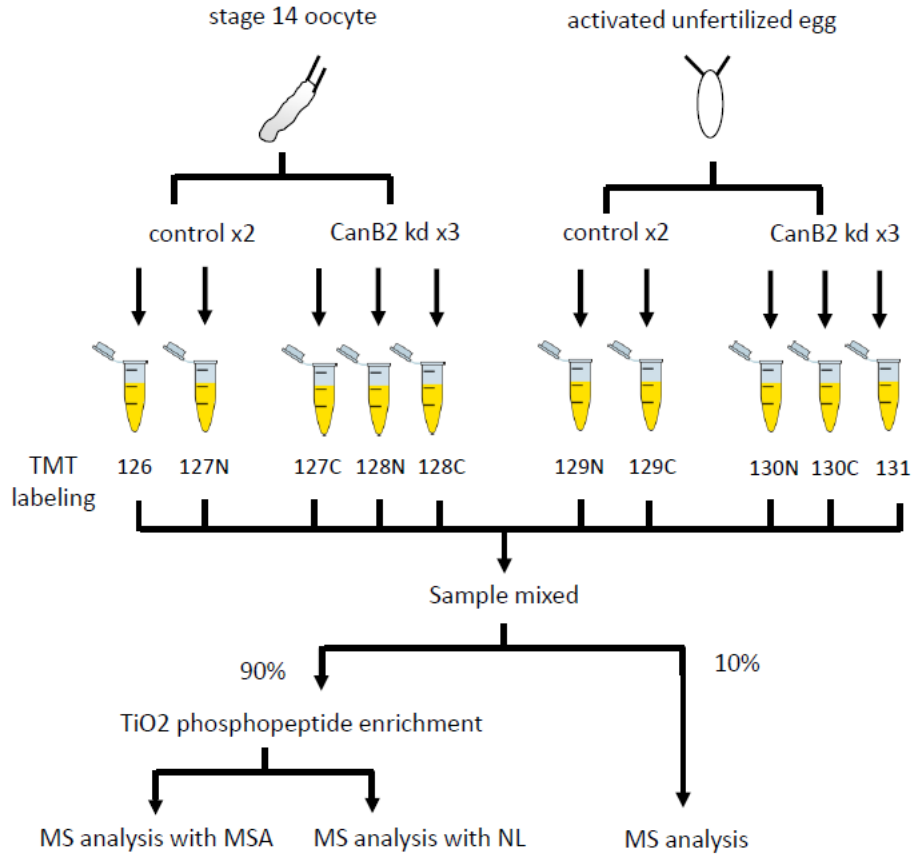 stage 14 oocyte
activated unfertilized egg
control x2
CanB2 kd x3
control x2
CanB2 kd x3
TMT
labeling
126
127N
127C
128N
128C
129N
129C
130N
130C
131
Sample mixed
90%
10%
TiO2 phosphopeptide enrichment
MS analysis with MSA
MS analysis with NL
MS analysis